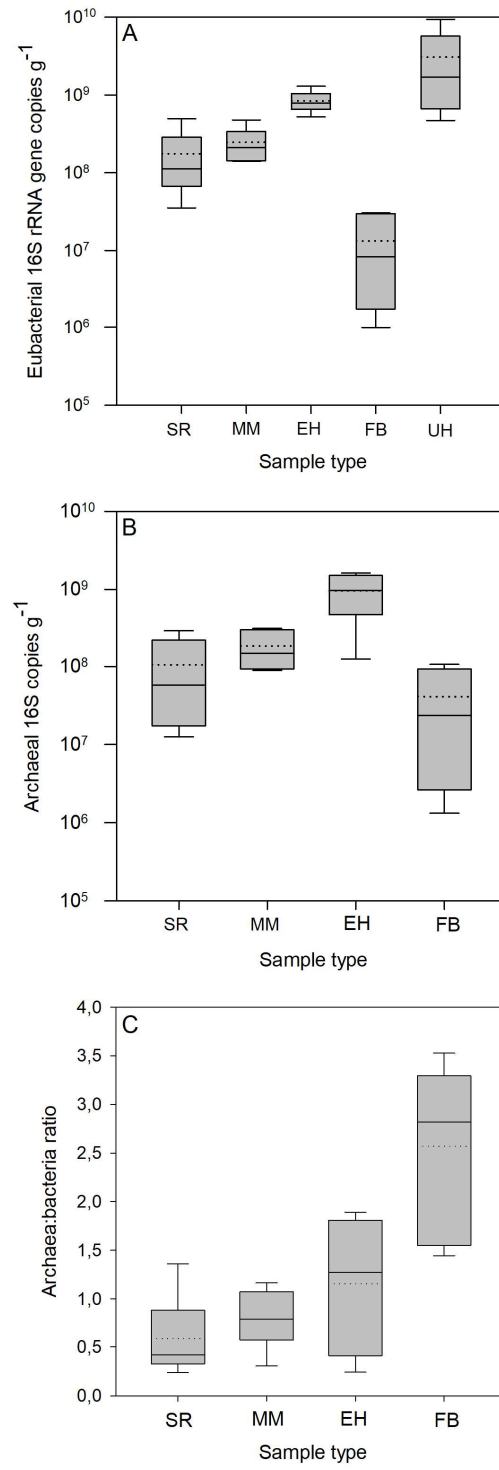 A
Eubacterial 16S rRNA gene copies g-1
10^10
10^9
10^8
10^7
10^6
10^5
SR MM EH FB UH
Sample type
B
Archaeal 16S copies g-1
10^10
10^9
10^8
10^7
10^6
10^5
SR MM EH FB
Sample type
C
Archaea:bacteria ratio
4,0
3,5
3,0
2,5
2,0
1,5
1,0
0,5
0,0
SR MM EH FB
Sample type